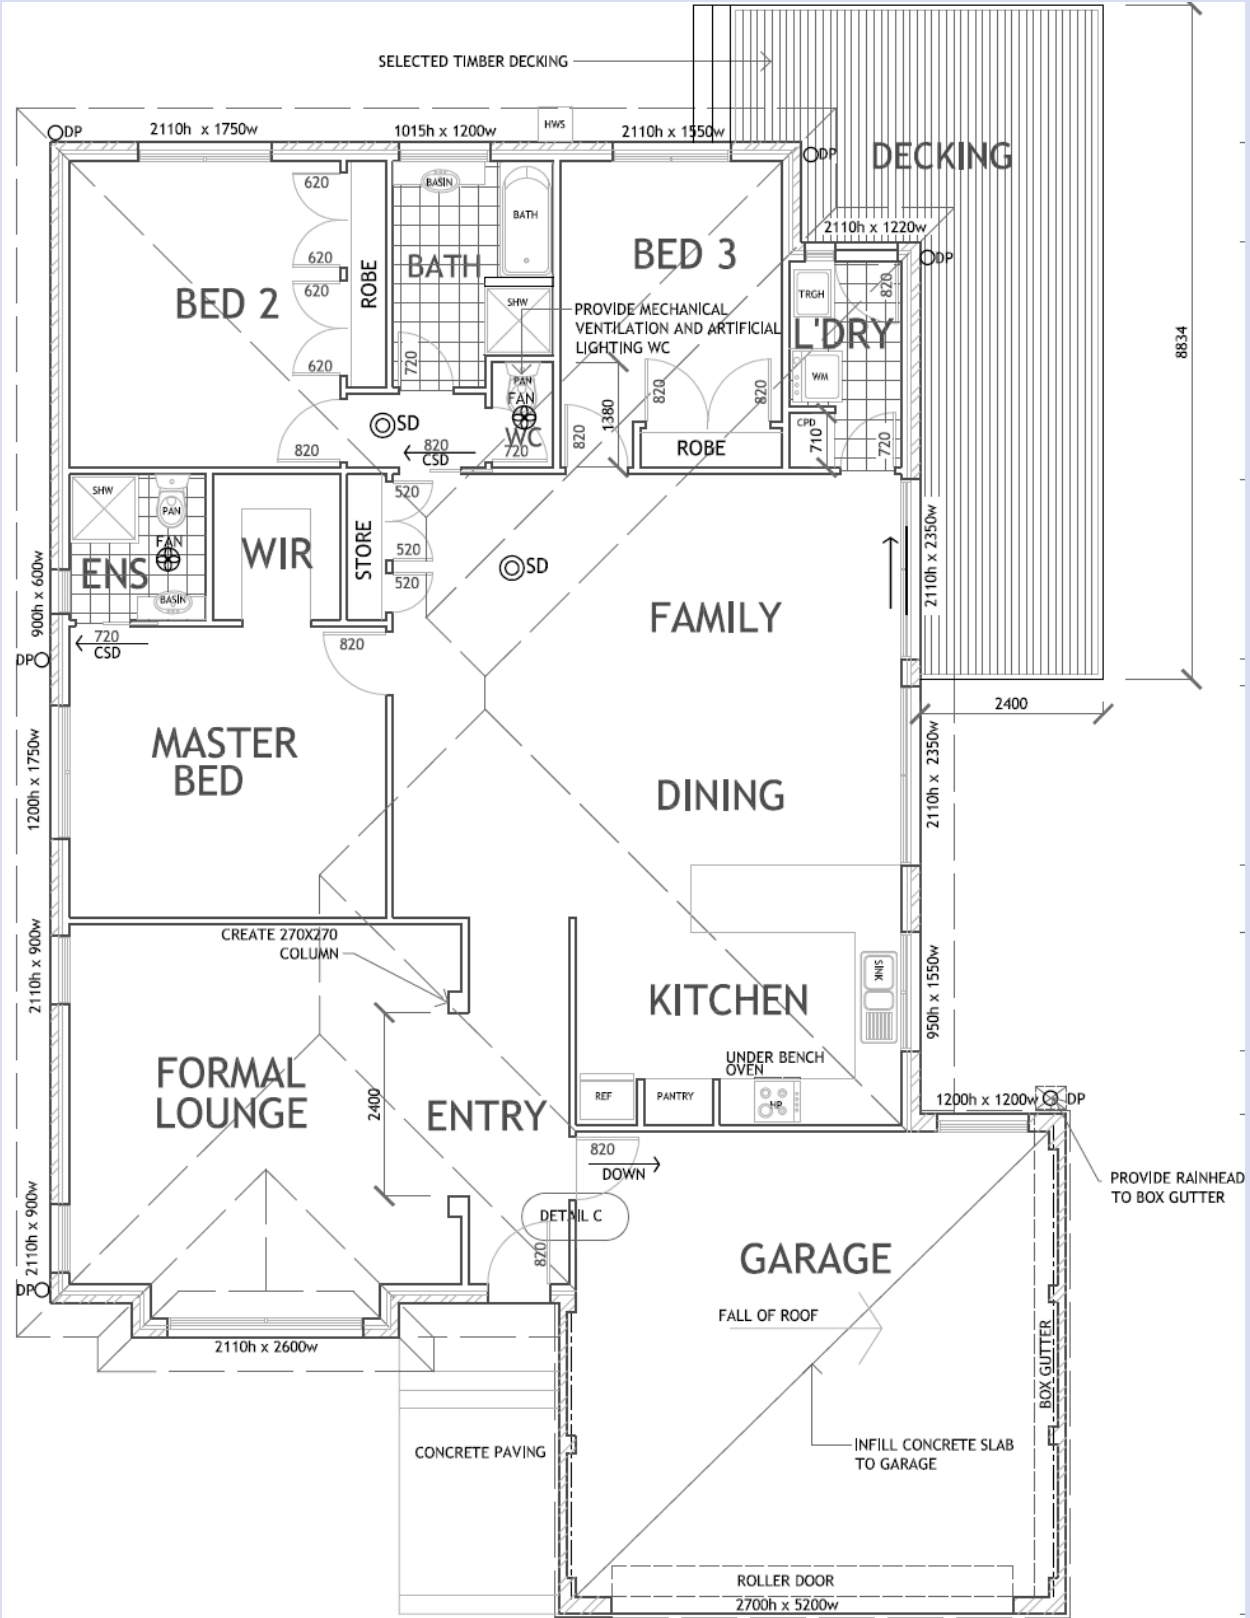 SELECTED TIMBER DECKING
DP
2110h x 1750w
1015h x 1200w
HWS
2110h x 1550w
DP
DECKING
2110h x 1220w
DP
620
620
620
620
ROBE
BED 2
BASIN
BATH
BATH
SHW
720
BED 3
PROVIDE MECHANICAL
VENTILATION AND ARTIFICIAL
LIGHTING WC
TRGH
820
L'DRY
WM
CPD
710
720
8834
PAN
FAN
WC
720
820
1380
820
820
ROBE
SD
820
CSD
820
SHW
PAN
FAN
ENS
BASIN
WIR
STORE
520
520
520
SD
900h x 600w
720
CSD
820
DP
FAMILY
2110h x 2350w
2400
MASTER
BED
1200h x 1750w
DINING
2110h x 2350w
CREATE 270X270
COLUMN
2110h x 900w
KITCHEN
SINK
950h x 1550w
UNDER BENCH
OVEN
REF
PANTRY
HP
FORMAL
LOUNGE
2400
ENTRY
1200h x 1200w
DP
820
DOWN
PROVIDE RAINHEAD
TO BOX GUTTER
DETAIL C
820
2110h x 900w
DP
GARAGE
FALL OF ROOF
2110h x 2600w
BOX GUTTER
CONCRETE PAVING
INFILL CONCRETE SLAB
TO GARAGE
ROLLER DOOR
2700h x 5200w